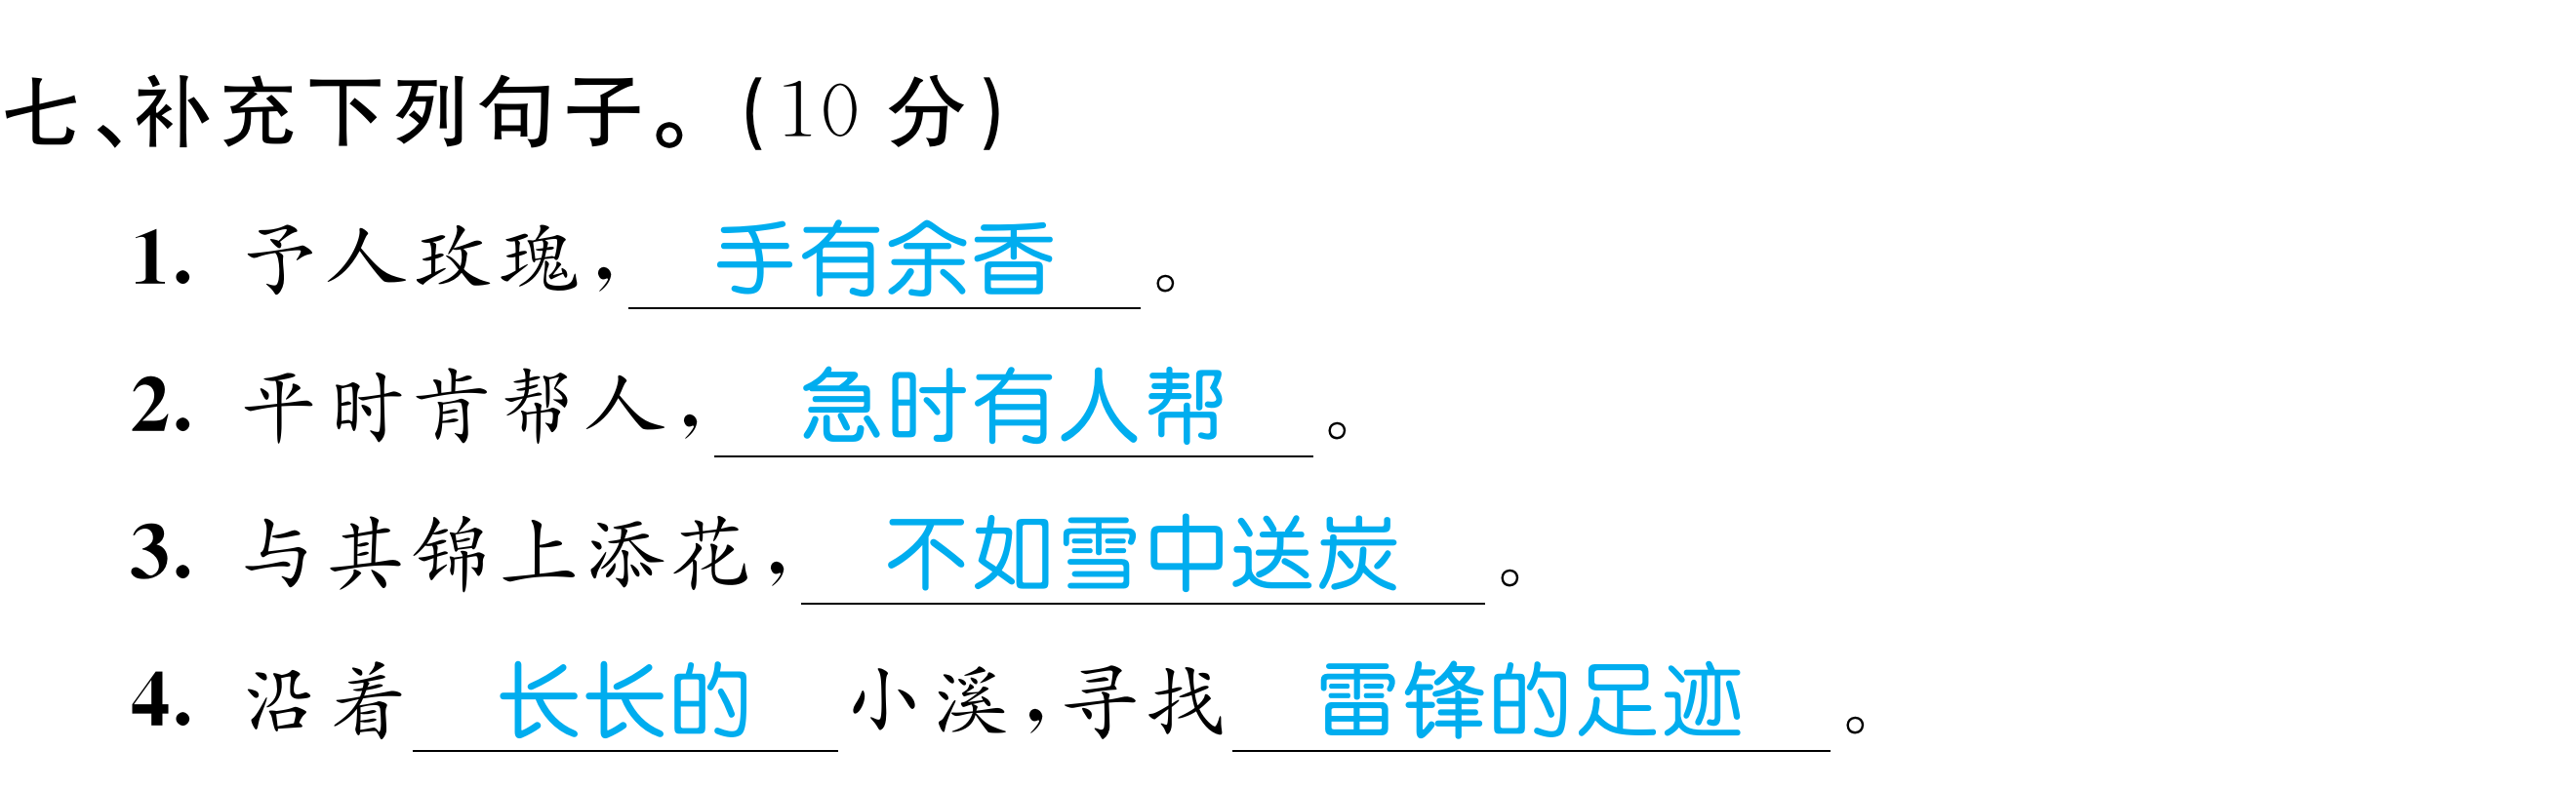 七、补充下列句子。(10 分)
1. 予人玫瑰，手有余香。
2. 平时肯帮人，急时有人帮。
3. 与其锦上添花，不如雪中送炭。
4. 沿着长长的小溪，寻找雷锋的足迹。